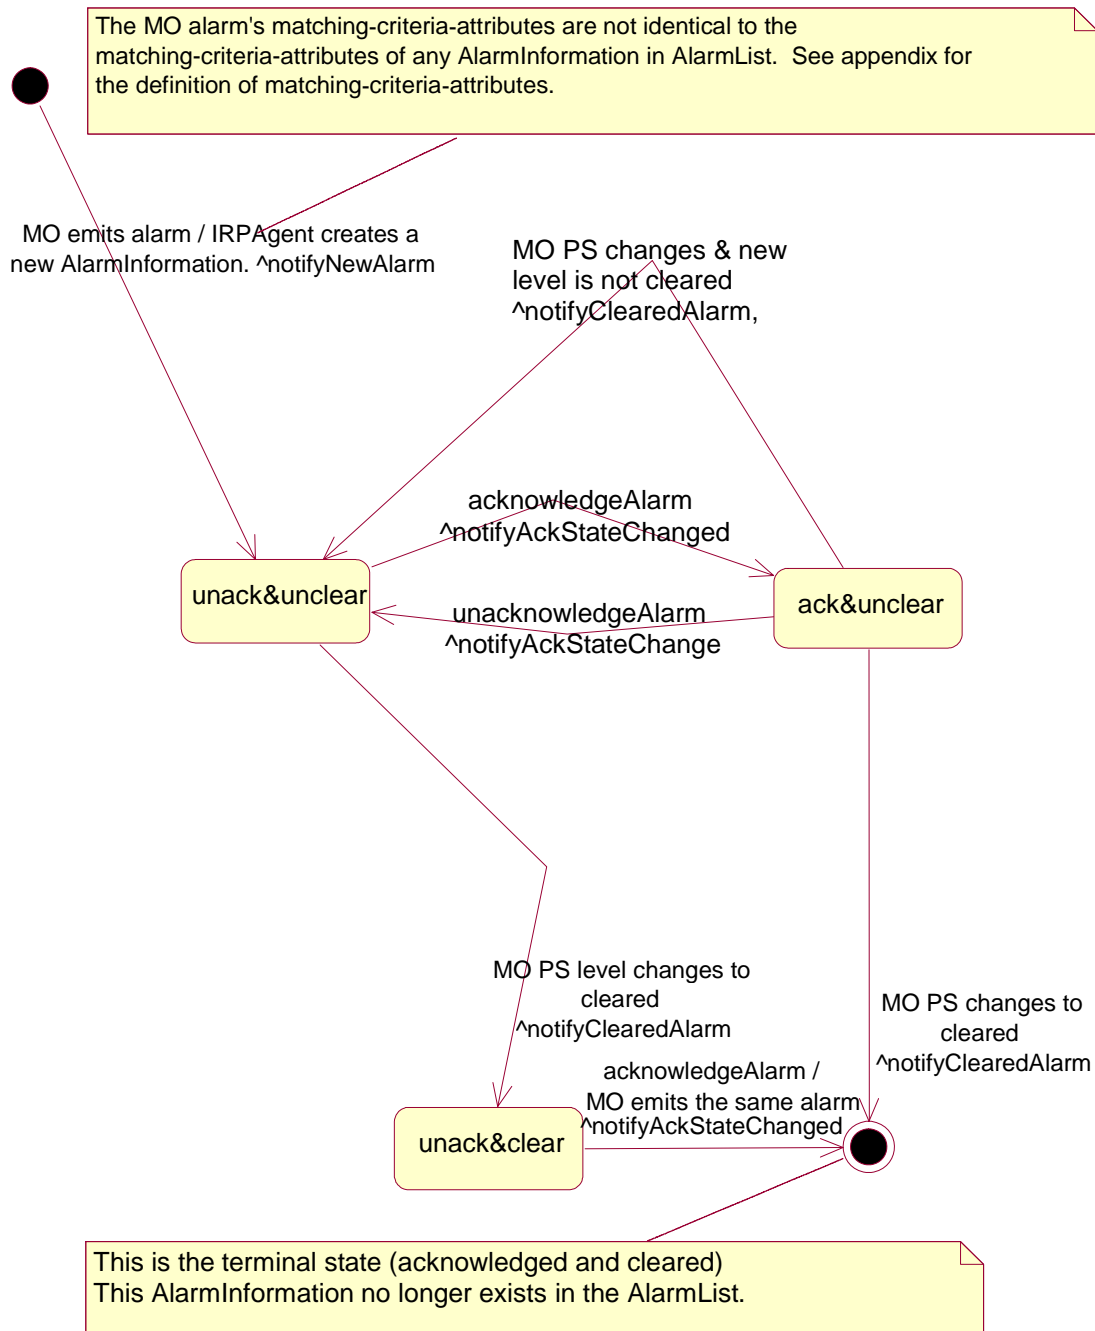 The MO alarm's matching-criteria-attributes are not identical to the
matching-criteria-attributes of any AlarmInformation in AlarmList.  See appendix for
the definition of matching-criteria-attributes.
MO emits alarm / IRPAgent creates a
new AlarmInformation. ^notifyNewAlarm
MO PS changes & new
level is not cleared
^notifyClearedAlarm,
acknowledgeAlarm
^notifyAckStateChanged
unack&unclear
ack&unclear
unacknowledgeAlarm
^notifyAckStateChange
MO PS level changes to
cleared
^notifyClearedAlarm
MO PS changes to
cleared
^notifyClearedAlarm
acknowledgeAlarm /
MO emits the same alarm
^notifyAckStateChanged
unack&clear
This is the terminal state (acknowledged and cleared)
This AlarmInformation no longer exists in the AlarmList.